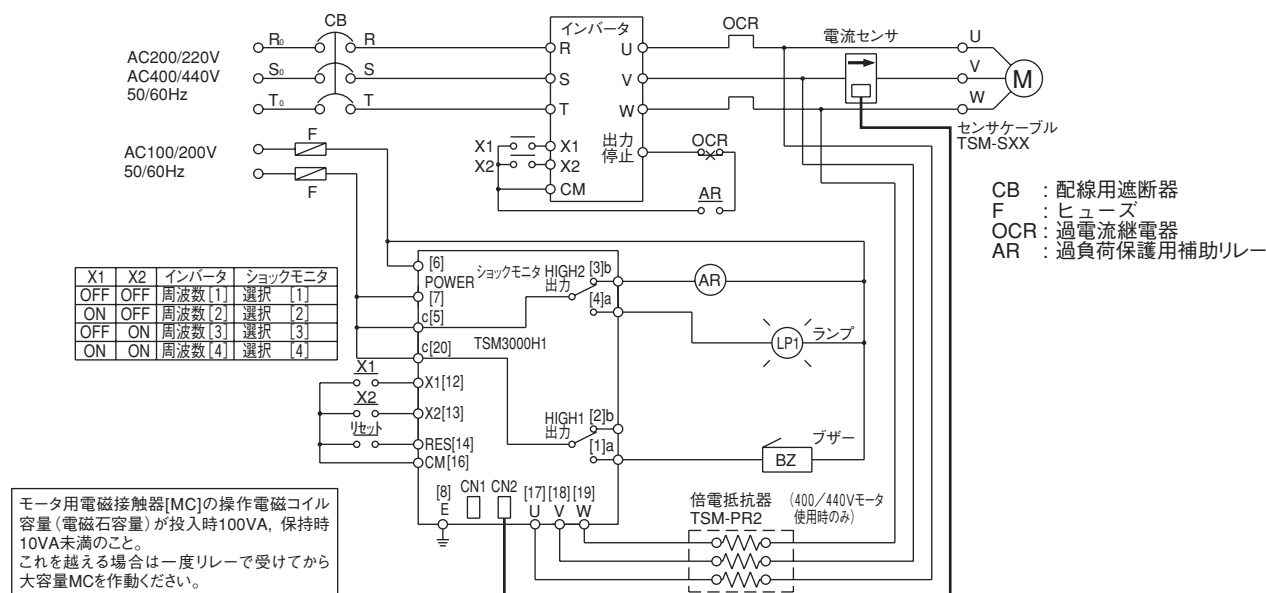 CB
R₀
R
AC200/220V
AC400/440V
50/60Hz
S₀
S
T₀
T
F
AC100/200V
50/60Hz
F
インバータ
R
S
T
X1
X2
X1
X2
CM
U
V
W
出力
停止
OCR
OCR
AR
電流センサ
U
V
W
M
センサケーブル
TSM-SXX
CB : 配線用遮断器
F : ヒューズ
OCR : 過電流継電器
AR : 過負荷保護用補助リレー
X1 X2 インバータ ショックモニタ
OFF OFF 周波数[1] 選択 [1]
ON OFF 周波数[2] 選択 [2]
OFF ON 周波数[3] 選択 [3]
ON ON 周波数[4] 選択 [4]
[6]
POWER
[7]
c[5]
c[20]
ショックモニタ
TSM3000H1
HIGH2
出力
[3]b
[4]a
AR
LP1
ランプ
X1
X1[12]
X2
X2[13]
リセット
RES[14]
CM[16]
HIGH1
出力
[2]b
[1]a
BZ
ブザー
[8]
E
CN1 CN2
[17] [18] [19]
U V W
倍電抵抗器
TSM-PR2
(400/440Vモータ
使用時のみ)
モータ用電磁接触器[MC]の操作電磁コイル
容量(電磁石容量)が投入時100VA, 保持時
10VA未満のこと。
これを越える場合は一度リレーで受けてから
大容量MCを作動ください。